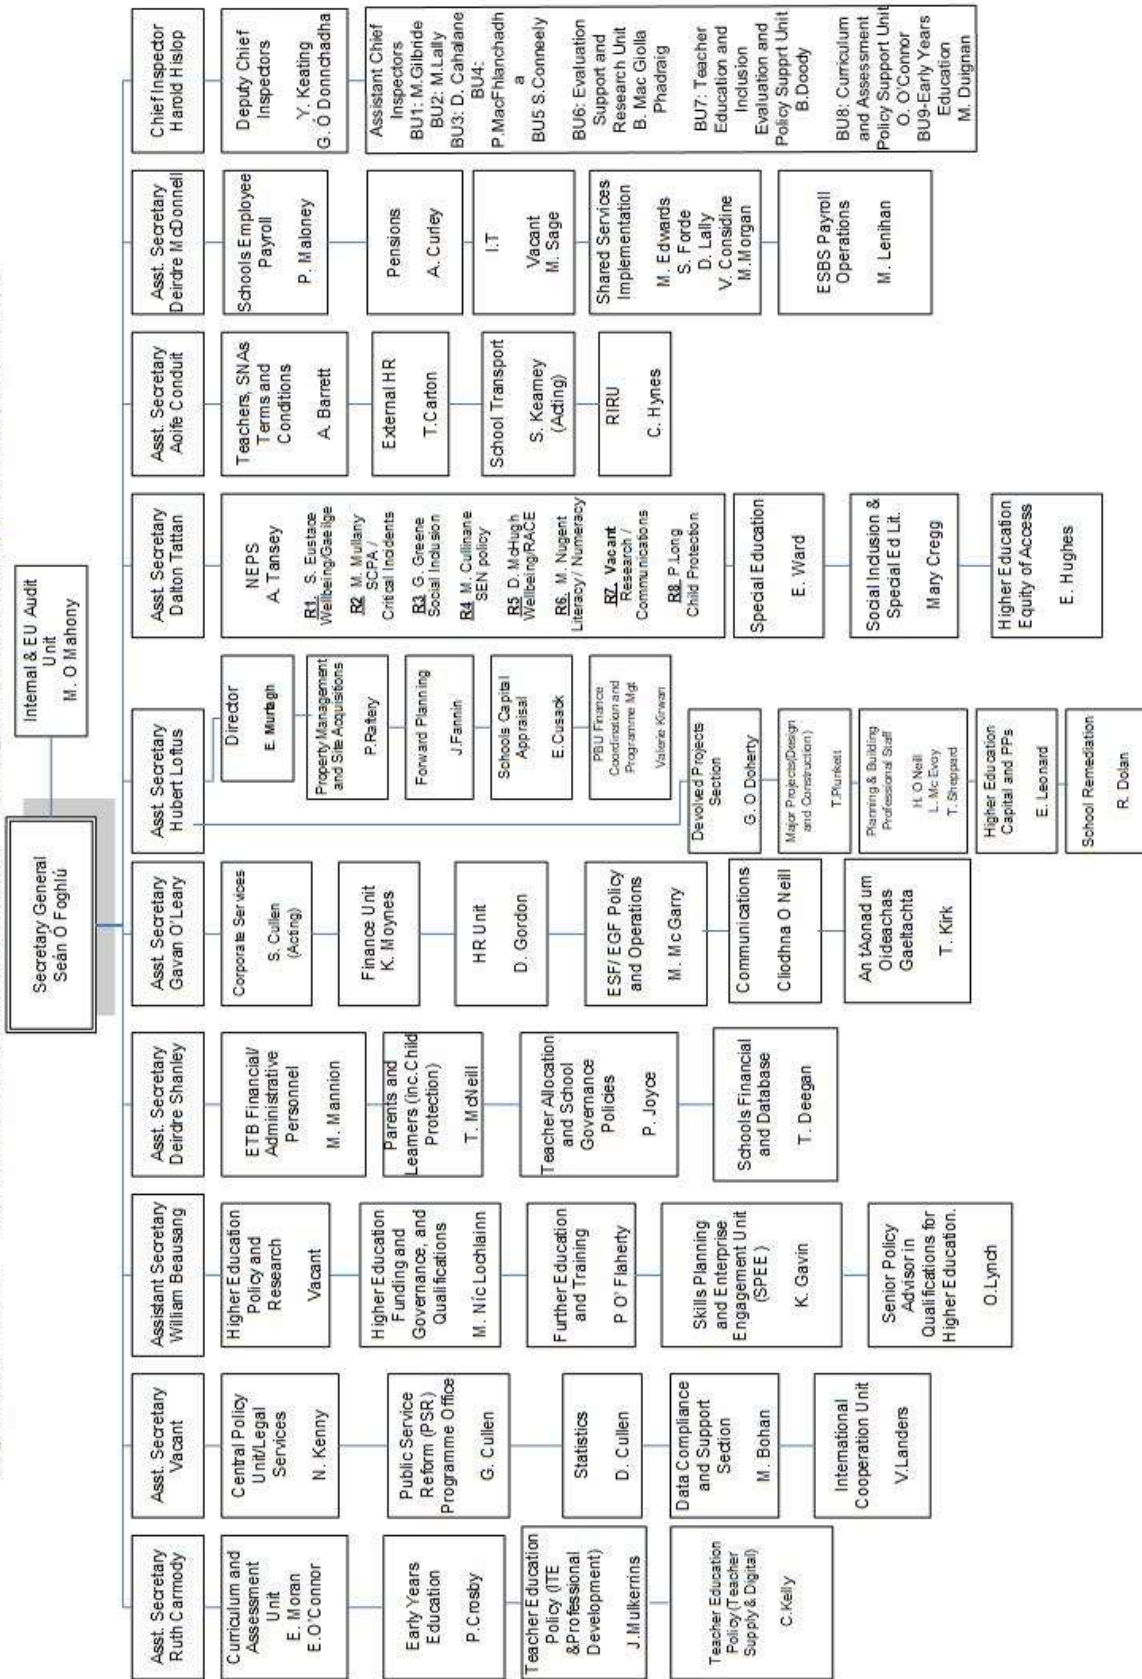 Secretary General
Seán Ó Foghlú
Internal & EU Audit
Unit
M. O Mahony
Asst. Secretary
Ruth Carmody
Curriculum and
Assessment
Unit
E. Moran
E.O'Connor
Early Years
Education
P.Crosby
Teacher Education
Policy (ITE
&Professional
Development)
J.Mulkerrins
Teacher Education
Policy (Teacher
Supply & Digital)
C.Kelly
Asst. Secretary
Vacant
Central Policy
Unit/Legal
Services
N. Kenny
Public Service
Reform (PSR)
Programme Office
G. Cullen
Statistics
D. Cullen
Data Compliance
and Support
Section
M. Bohan
International
Cooperation Unit
V.Landers
Assistant Secretary
William Beausang
Higher Education
Policy and
Research
Vacant
Higher Education
Funding and
Governance, and
Qualifications
M. Nic Lochlainn
Further Education
and Training
P O' Flaherty
Skills Planning
and Enterprise
Engagement Unit
(SPEE )
K. Gavin
Senior Policy
Advisor in
Qualifications for
Higher Education.
O.Lynch
Asst. Secretary
Deirdre Shanley
ETB Financial/
Administrative
Personnel
M. Mannion
Parents and
Learners (inc.Child
Protection)
T. McNeill
Teacher Allocation
and School
Governance
Policies
P. Joyce
Schools Financial
and Database
T. Deegan
Asst. Secretary
Gavan O'Leary
Corporate Services
S. Cullen
(Acting)
Finance Unit
K. Moynes
HR Unit
D. Gordon
ESF/ EGF Policy
and Operations
M. McGarry
Communications
Cliodhna O Neill
An tAonad um
Oideachas
Gaeltachta
T. Kirk
Asst. Secretary
Hubert Loftus
Director
E. Murtagh
Property Management
and Site Acquisitions
P.Raftery
Forward Planning
J.Fannin
Schools Capital
Appraisal
E.Cusack
PBU Finance
Coordination and
Programme Mgt
Valerie Kirwan
Devolved Projects
Section
G. O Doherty
Major Projects(Design
and Construction)
T.Plunkett
Planning & Building
Professional Staff
H. O Neill
L. Mc Evoy
T. Sheppard
Higher Education
Capital and PPs
E. Leonard
School Remediation
R. Dolan
Asst. Secretary
Dalton Tattan
NEPS
A. Tansey
R1. S. Eustace
Wellbeing/Gaeilge
R2 M. Mullany
SCPA /
Critical Incidents
R3 G. Greene
Social Inclusion
R4 M. Cullinane
SEN policy
R5 D. McHugh
Wellbeing/RACE
R6. M. Nugent
Literacy/ Numeracy
R7. Vacant
Research /
Communications
R8 P.Long
Child Protection
Special Education
E. Ward
Social Inclusion &
Special Ed Lit.
Mary Cregg
Higher Education
Equity of Access
E. Hughes
Asst. Secretary
Aoife Conduit
Teachers, SNAs
Terms and
Conditions
A. Barrett
External HR
T.Carton
School Transport
S. Kearney
(Acting)
RIRU
C. Hynes
Asst. Secretary
Deirdre McDonnell
Schools Employee
Payroll
P. Maloney
Pensions
A. Curley
I.T
Vacant
M. Sage
Shared Services
Implementation
M. Edwards
S. Forde
D. Lally
V. Considine
M.Morgan
ESBS Payroll
Operations
M. Lenihan
Chief Inspector
Harold Hislop
Deputy Chief
Inspectors
Y. Keating
G. Ó Donnchadha
Assistant Chief
Inspectors
BU1: M.Gilbride
BU2: M.Lally
BU3: D. Cahalane
BU4:
P.MacFhlanchadh
a
BU5 S.Conneely
BU6: Evaluation
Support and
Research Unit
B. Mac Giolla
Phadraig
BU7: Teacher
Education and
Inclusion
Evaluation and
Policy Supprt Unit
B.Doody
BU8: Curriculum
and Assessment
Policy Support Unit
O. O'Connor
BU9-Early Years
Education
M. Duignan